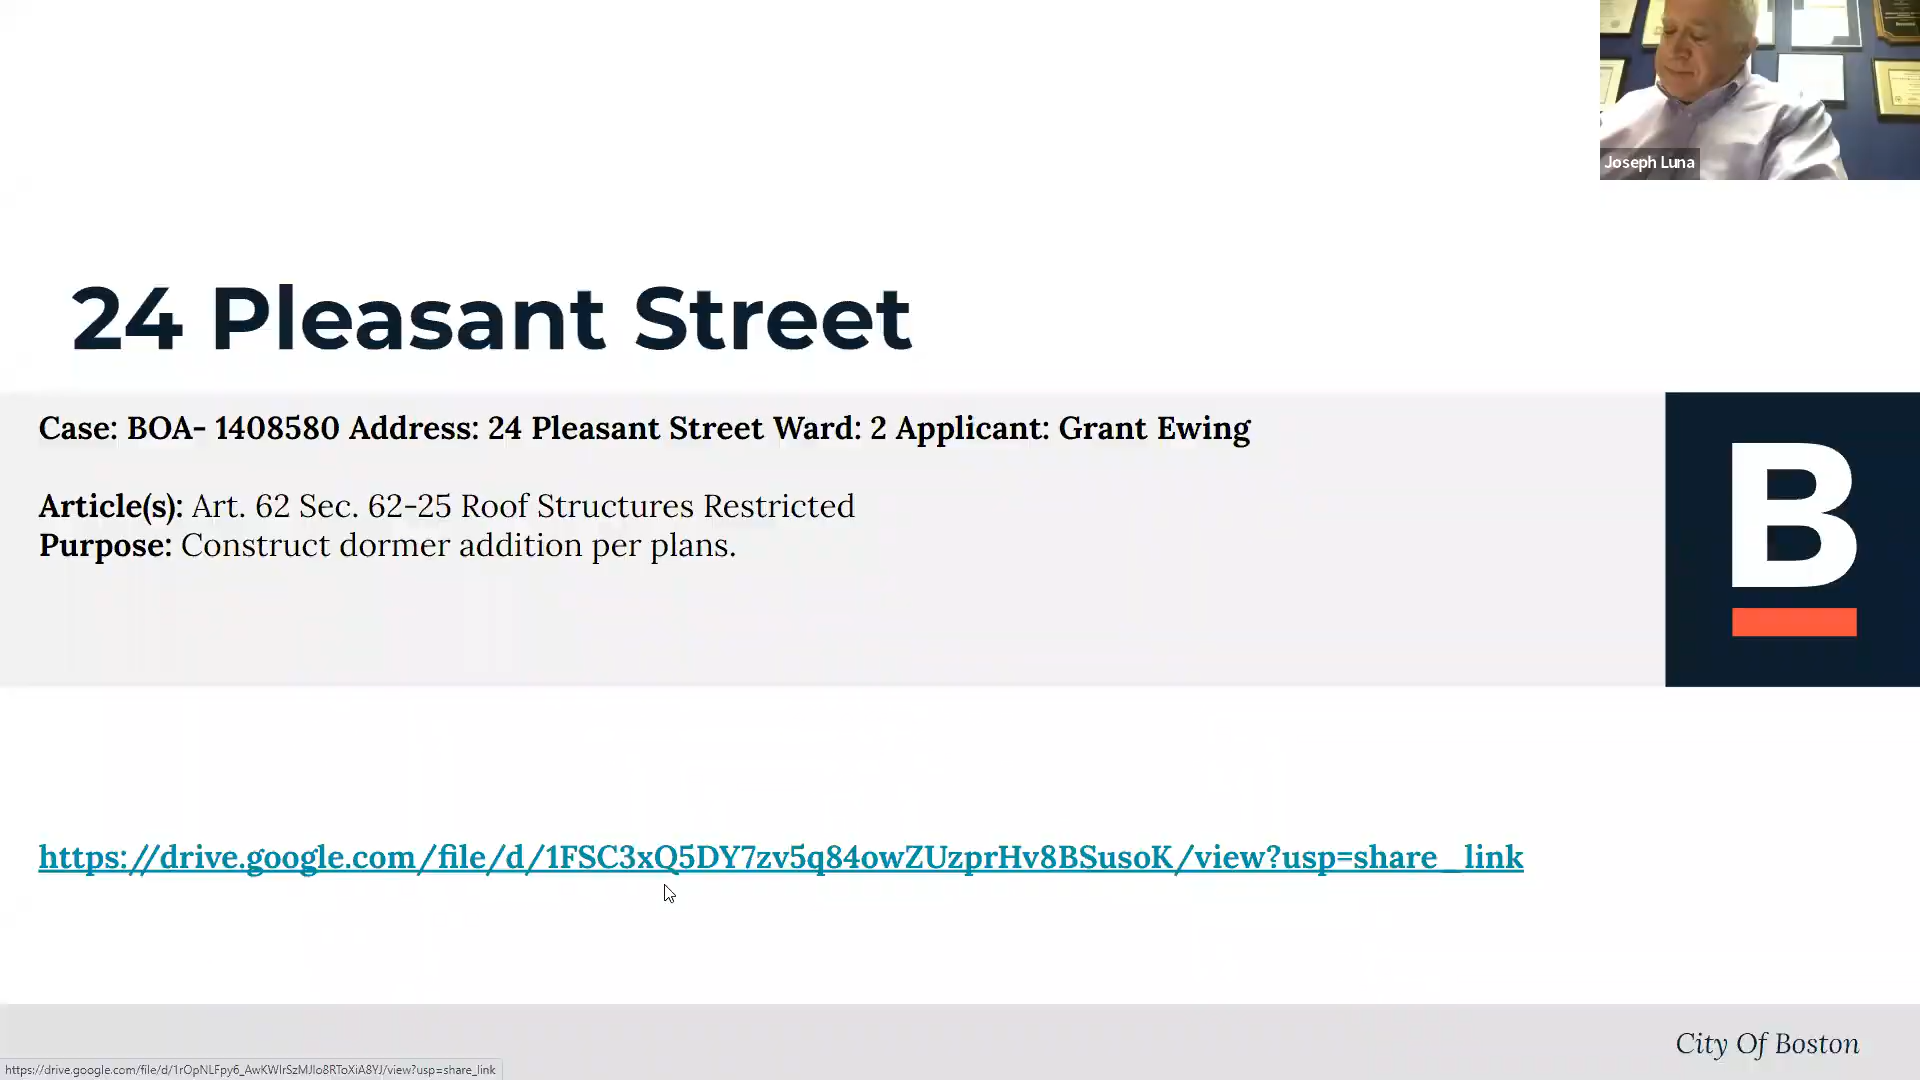 Joseph Luna
24 Pleasant Street
Case: BOA- 1408580 Address: 24 Pleasant Street Ward: 2 Applicant: Grant Ewing
Article(s): Art. 62 Sec. 62-25 Roof Structures Restricted
Purpose: Construct dormer addition per plans.
B
https://drive.google.com/file/d/1FSC3xQ5DY7zv5q84owZUzprHv8BSusoK/view?usp=share_link
City Of Boston
https://drive.google.com/file/d/1rOpNLFpy6_AwKWIrSzMJlo8RToXiA8YJ/view?usp=share_link